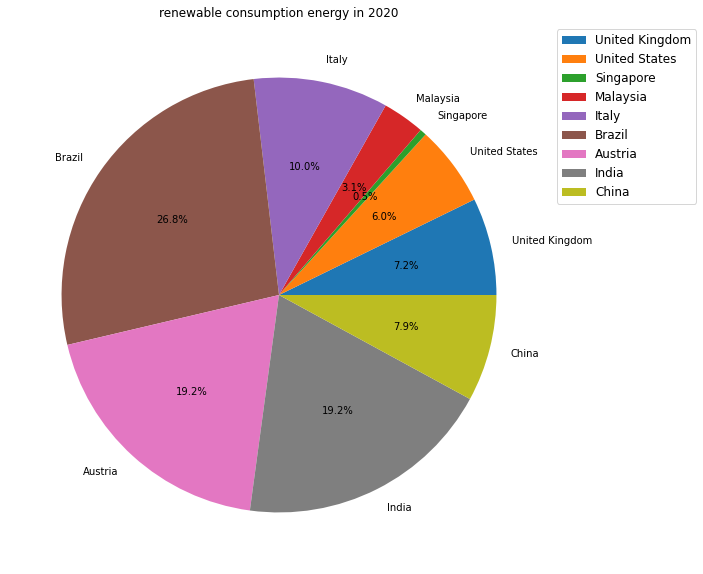 renewable consumption energy in 2020
United Kingdom
United States
Singapore
Malaysia
Italy
Brazil
Austria
India
China
Italy
10.0%
Malaysia
3.1%
Singapore
0.5%
United States
6.0%
United Kingdom
7.2%
Brazil
26.8%
Austria
19.2%
India
19.2%
China
7.9%